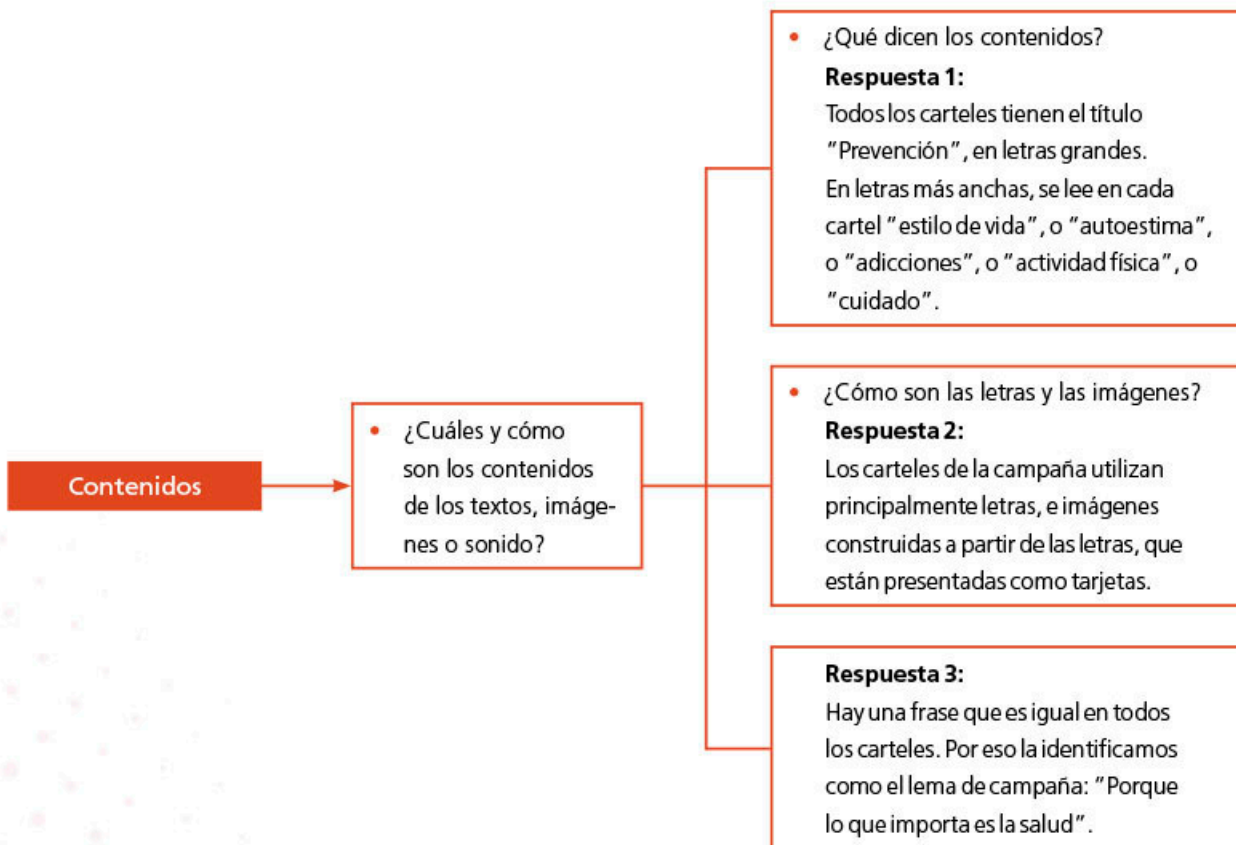 Contenidos
• ¿Cuáles y cómo
son los contenidos
de los textos, imáge-
nes o sonido?
• ¿Qué dicen los contenidos?
Respuesta 1:
Todos los carteles tienen el título
"Prevención", en letras grandes.
En letras más anchas, se lee en cada
cartel "estilo de vida", o "autoestima",
o "adicciones", o "actividad física", o
"cuidado".
• ¿Cómo son las letras y las imágenes?
Respuesta 2:
Los carteles de la campaña utilizan
principalmente letras, e imágenes
construidas a partir de las letras, que
están presentadas como tarjetas.
Respuesta 3:
Hay una frase que es igual en todos
los carteles. Por eso la identificamos
como el lema de campaña: "Porque
lo que importa es la salud".